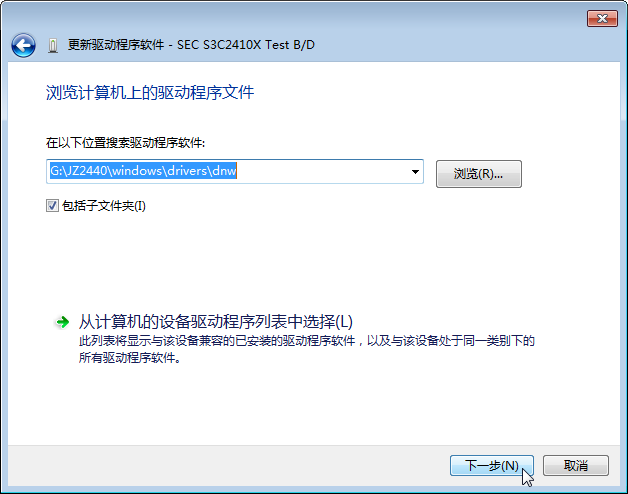 更新驱动程序软件 - SEC S3C2410X Test B/D
浏览计算机上的驱动程序文件
在以下位置搜索驱动程序软件:
G:\JZ2440\windows\drivers\dnw
浏览(R)...
包括子文件夹(I)
从计算机的设备驱动程序列表中选择(L)
此列表将显示与该设备兼容的已安装的驱动程序软件，以及与该设备处于同一类别下的
所有驱动程序软件。
下一步(N)
取消